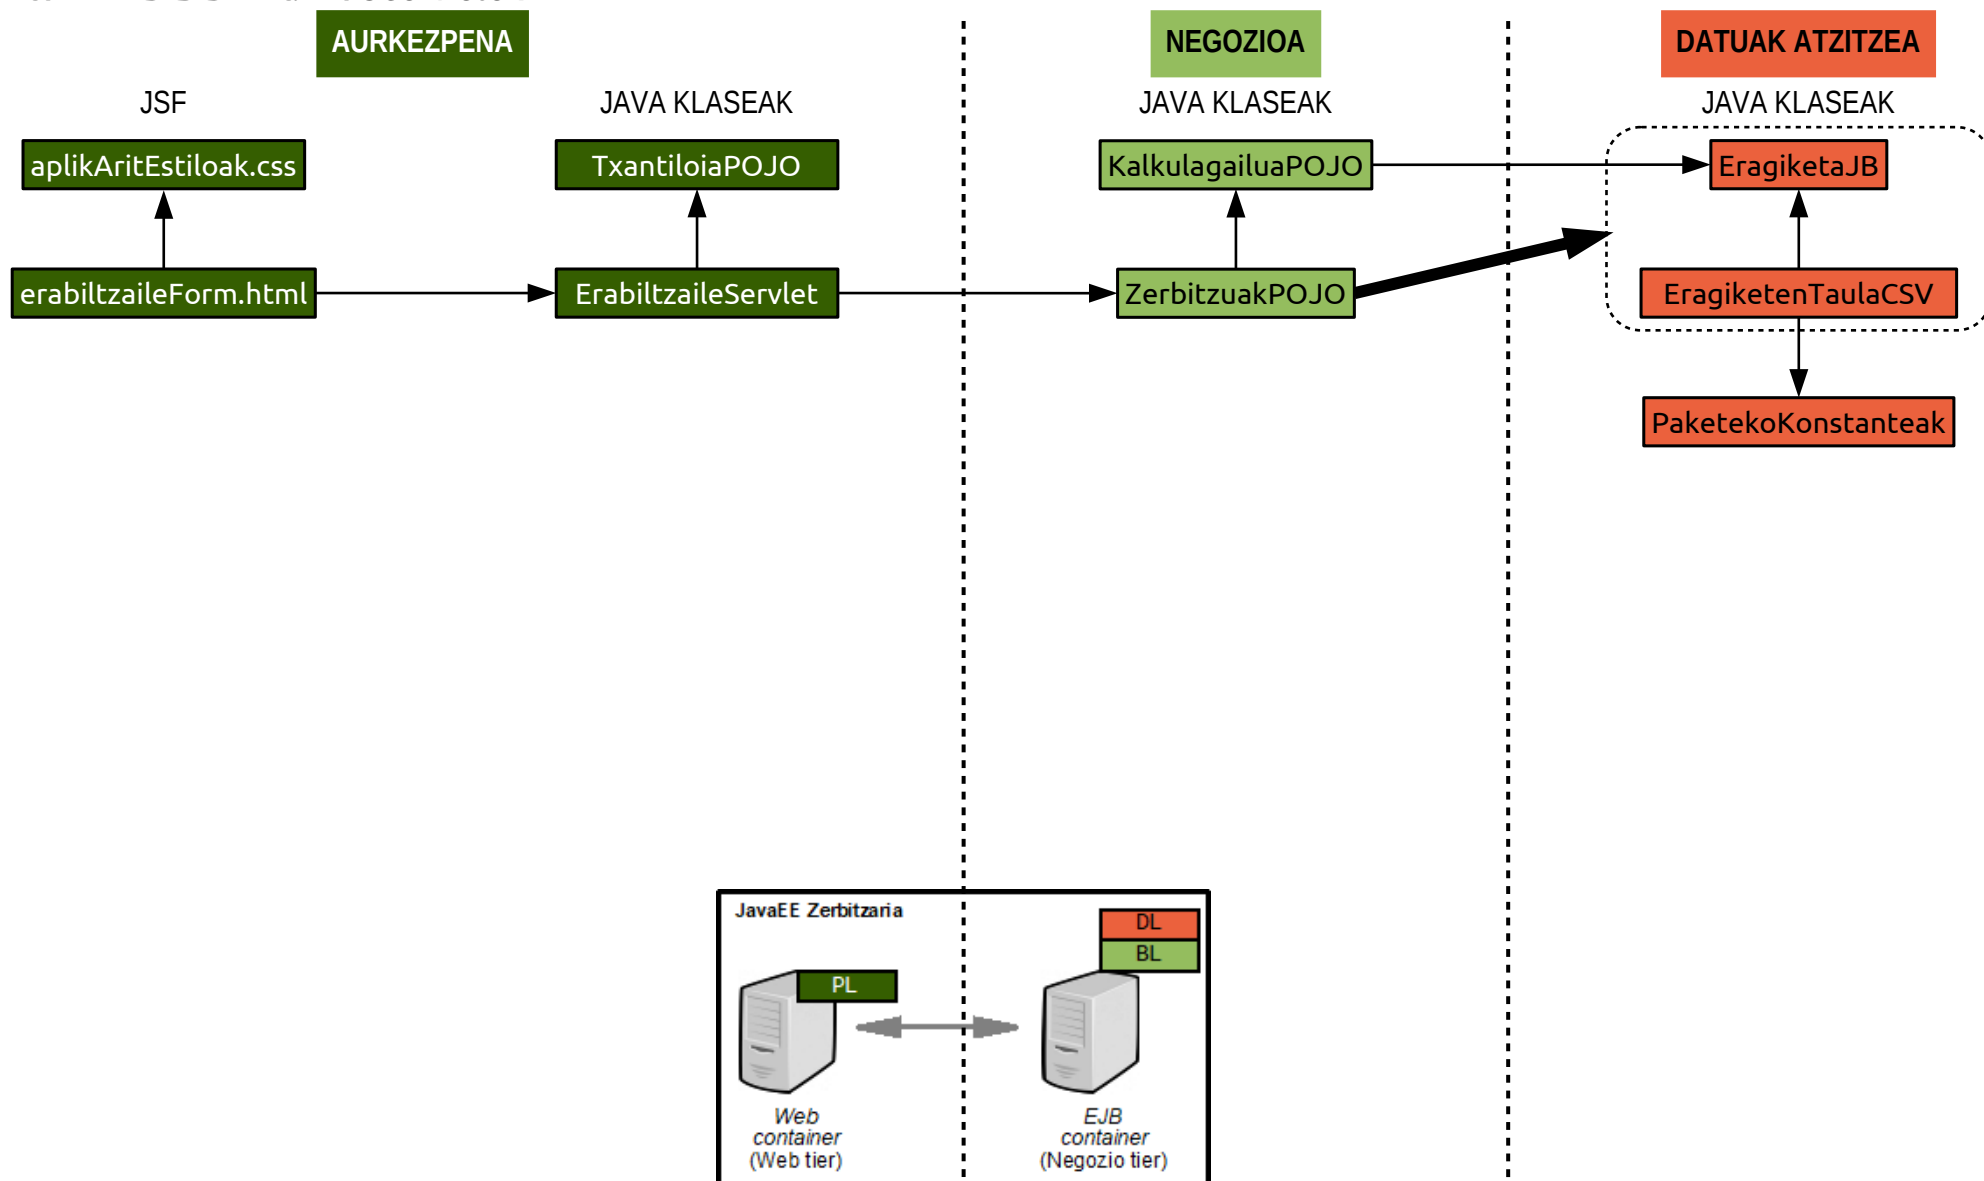 AURKEZPENA
NEGOZIOA
DATUAK ATZITZEA
JSF
JAVA KLASEAK
JAVA KLASEAK
JAVA KLASEAK
aplikAritEstiloak.css
TxantiloiaPOJO
KalkulagailuaPOJO
EragiketaJB
erabiltzaileForm.html
ErabiltzaileServlet
ZerbitzuakPOJO
EragiketenTaulaCSV
PaketekoKonstanteak
JavaEE Zerbitzaria
DL
BL
PL
Web
container
(Web tier)
EJB
container
(Negozio tier)